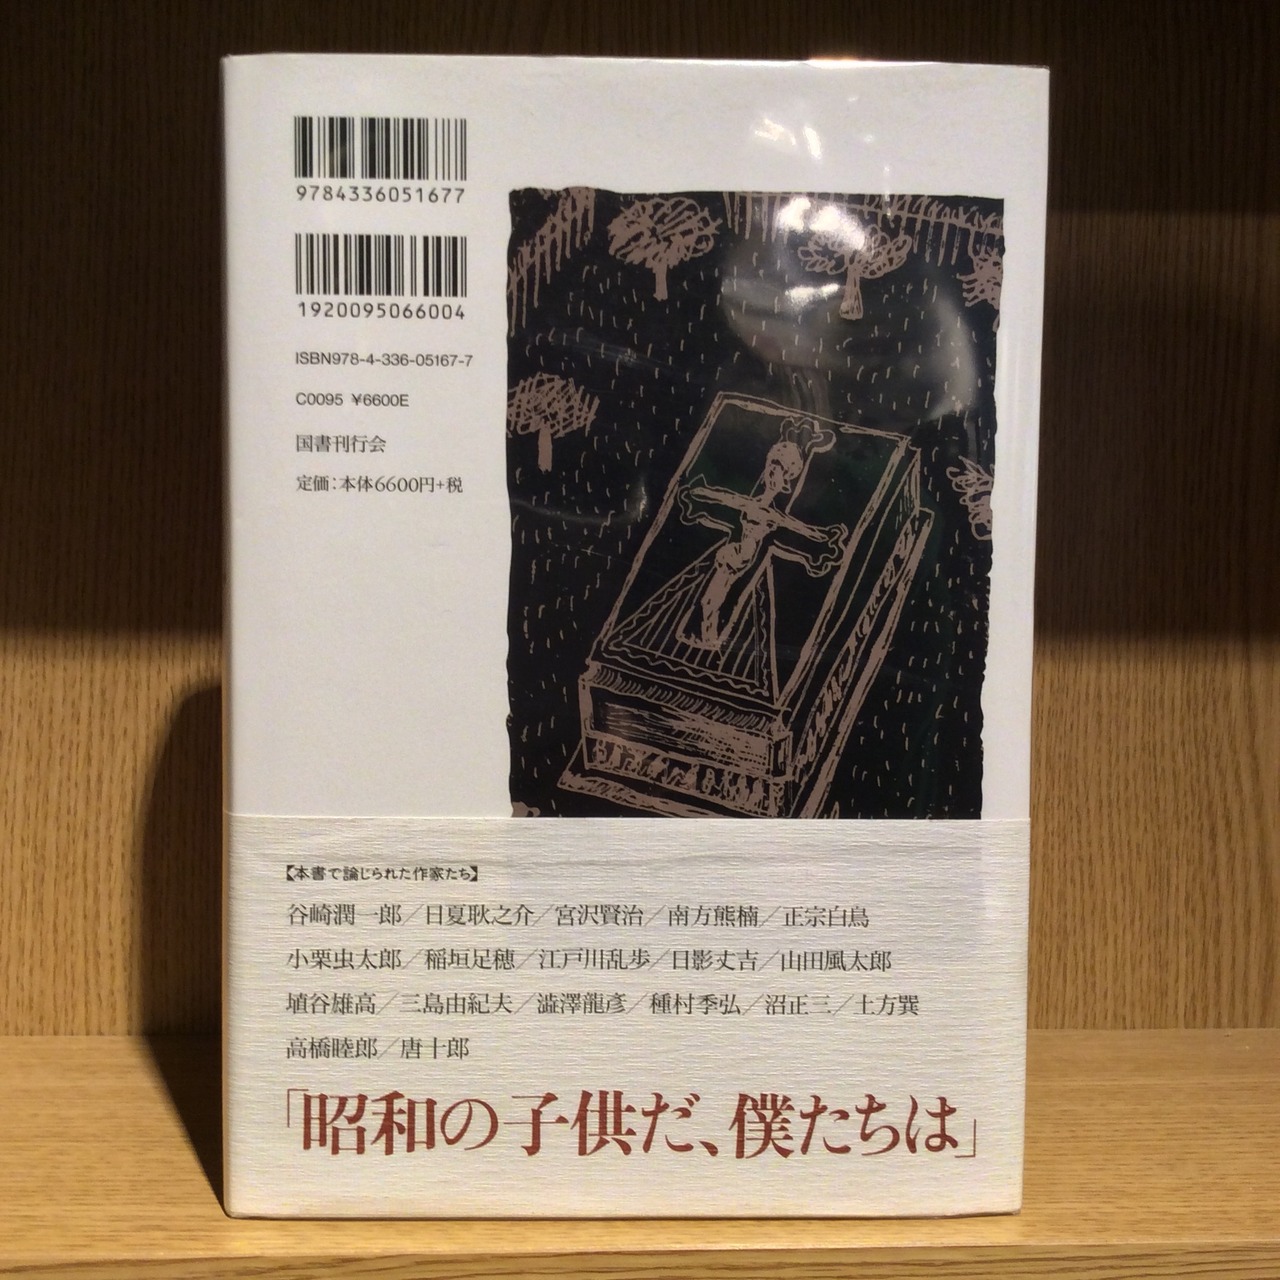 9784336051677
1920095066004
ISBN978-4-336-05167-7
C0095 ¥6600E
国書刊行会
定価：本体6600円+税
【本書で論じられた作家たち】
谷崎潤一郎／日夏耿之介／宮沢賢治／南方熊楠／正宗白鳥
小栗虫太郎／稲垣足穂／江戸川乱歩／日影丈吉／山田風太郎
埴谷雄高／三島由紀夫／澁澤龍彥／種村季弘／沼正三／土方巽
高橋睦郎／唐十郎
「昭和の子供だ、僕たちは」